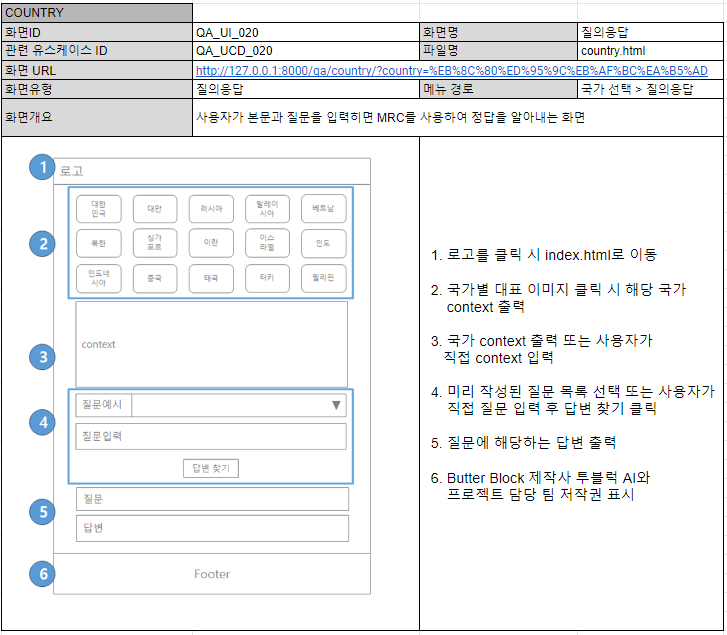 COUNTRY
화면ID QA_UI_020 화면명 질의응답
관련 유스케이스 ID QA_UCD_020 파일명 country.html
화면 URL http://127.0.0.1:8000/qa/country/?country=%EB%8C%80%ED%95%9C%EB%AF%BC%EA%B5%AD
화면유형 질의응답 메뉴 경로 국가 선택 > 질의응답
화면개요 사용자가 본문과 질문을 입력히면 MRC를 사용하여 정답을 알아내는 화면
1 로고
2
대한
민국
대만
러시아
말레이
시아
베트남
북한
싱가
포트
이란
이스
라엘
인도
인도네
시아
중국
태국
터키
필리핀
3 context
4
질문예시 ▼
질문입력
답변 찾기
5
질문
답변
6 Footer
1. 로고를 클릭 시 index.html로 이동
2. 국가별 대표 이미지 클릭 시 해당 국가
context 출력
3. 국가 context 출력 또는 사용자가
직접 context 입력
4. 미리 작성된 질문 목록 선택 또는 사용자가
직접 질문 입력 후 답변 찾기 클릭
5. 질문에 해당하는 답변 출력
6. Butter Block 제작사 투블럭 AI와
프로젝트 담당 팀 저작권 표시